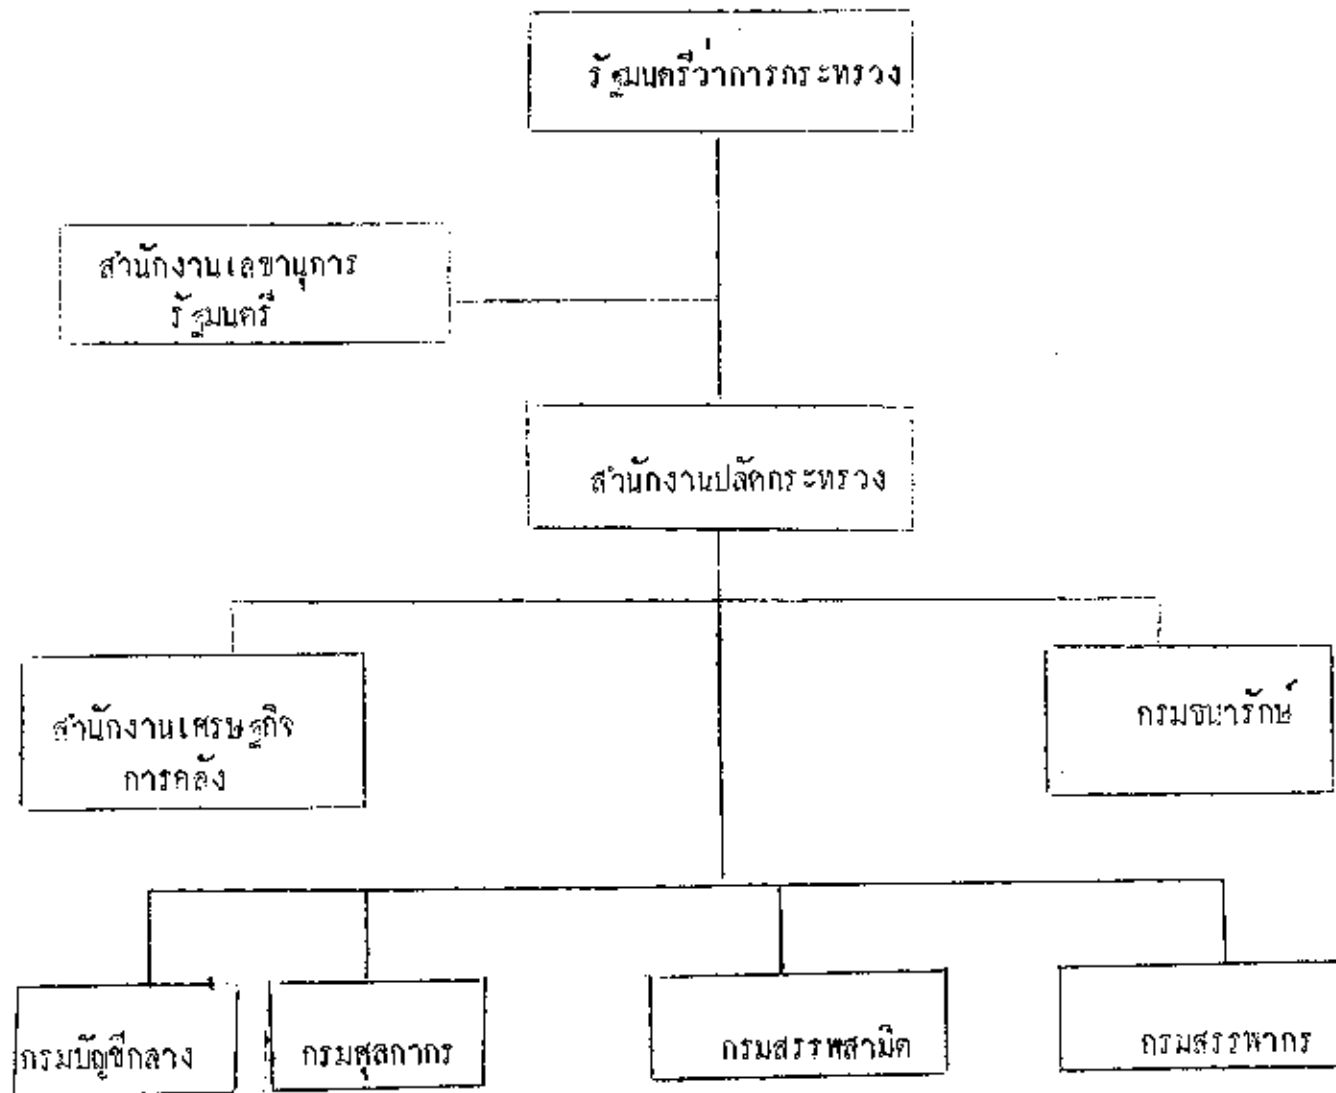 รัฐมนตรีว่าการกระทรวง
สำนักงานเลขานุการ
รัฐมนตรี
สำนักงานปลัดกระทรวง
สำนักงานเศรษฐกิจ
การคลัง
กรมธนารักษ์
กรมบัญชีกลาง
กรมศุลกากร
กรมสรรพสามิต
กรมสรรพากร